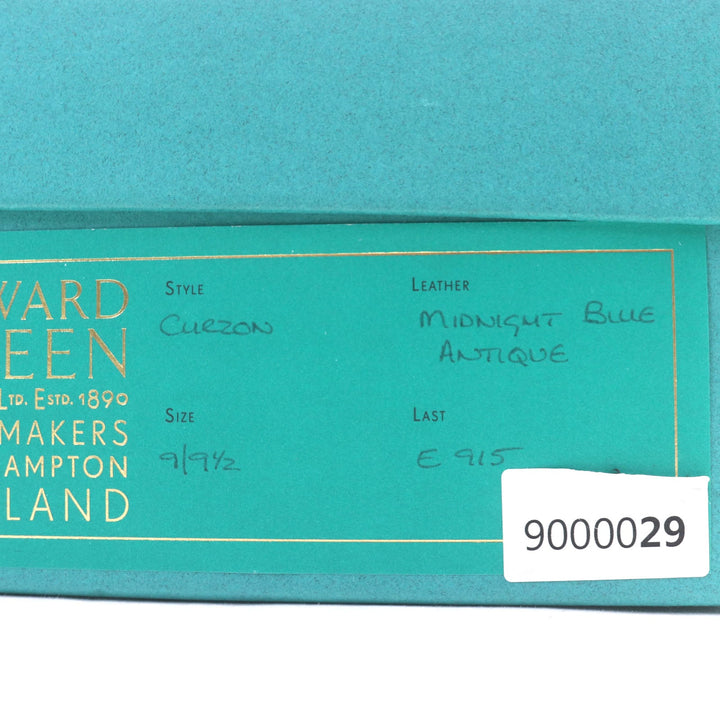 WARD
EEN
LTD. ESTD. 1890
MAKERS
AMPTON
LAND
STYLE
CURZON
LEATHER
MIDNIGHT BLUE
ANTIQUE
SIZE
9/9½
LAST
E 915
9000029